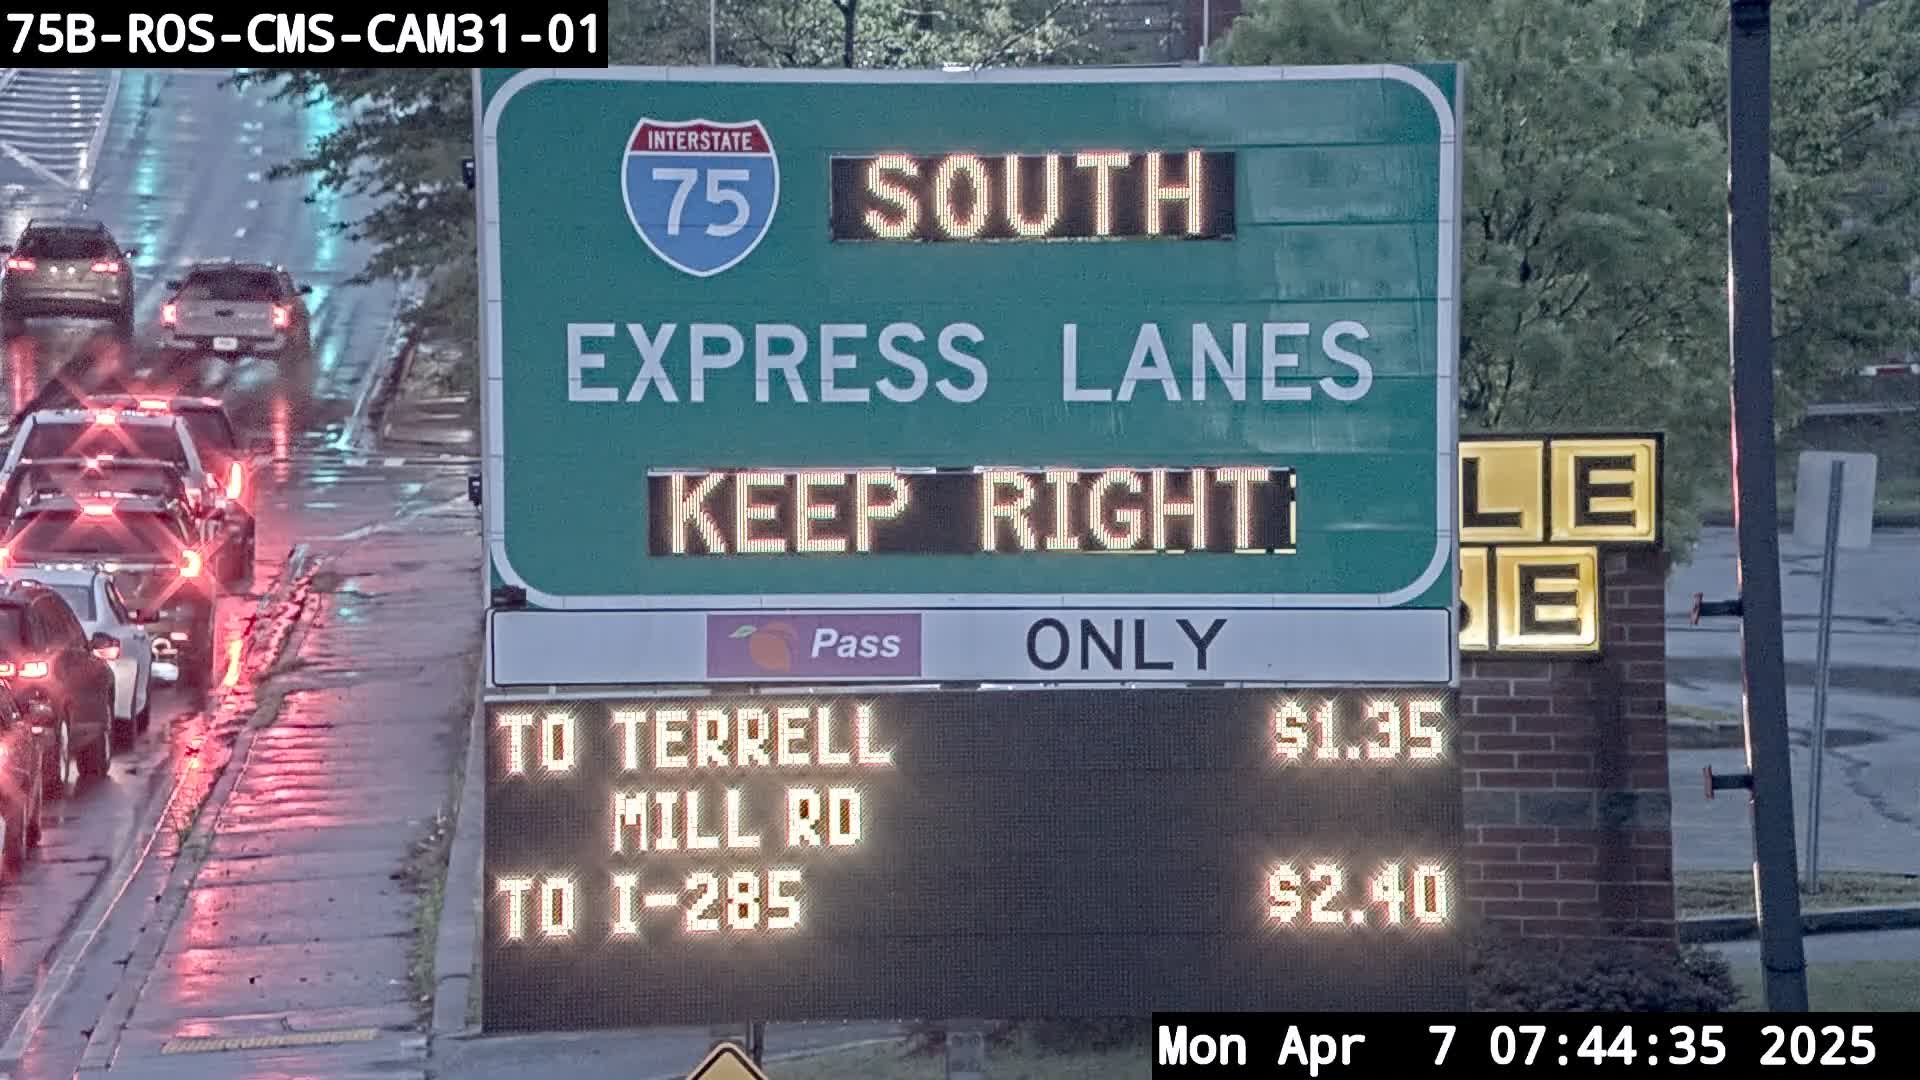 75B-ROS-CMS-CAM31-01
INTERSTATE
75
SOUTH
EXPRESS LANES
KEEP RIGHT
Pass ONLY
TO TERRELL $1.35
MILL RD
TO I-285 $2.40
LE
E
Mon Apr 7 07:44:35 2025